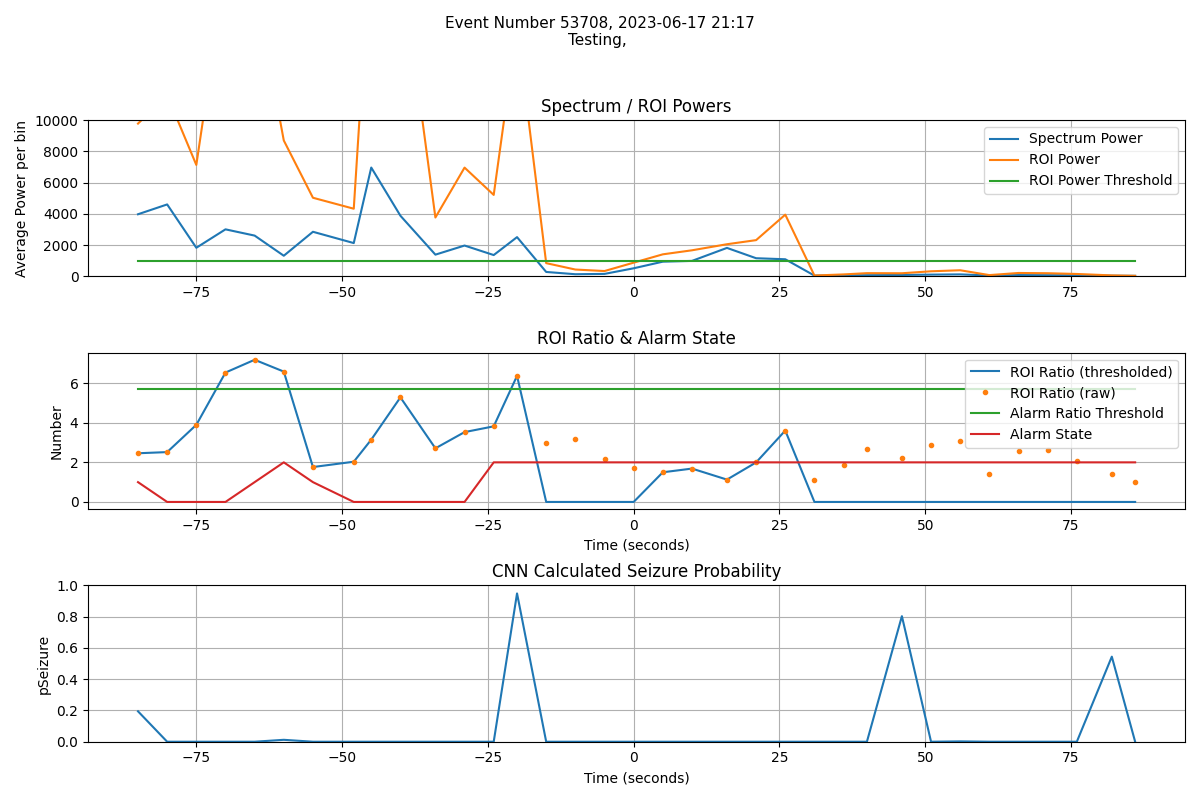 Event Number 53708, 2023-06-17 21:17
Testing,
Spectrum / ROI Powers
Average Power per bin
10000
8000
6000
4000
2000
0
Spectrum Power
ROI Power
ROI Power Threshold
−75 −50 −25 0 25 50 75
ROI Ratio & Alarm State
Number
6
4
2
0
ROI Ratio (thresholded)
ROI Ratio (raw)
Alarm Ratio Threshold
Alarm State
−75 −50 −25 0 25 50 75
Time (seconds)
CNN Calculated Seizure Probability
pSeizure
1.0
0.8
0.6
0.4
0.2
0.0
−75 −50 −25 0 25 50 75
Time (seconds)